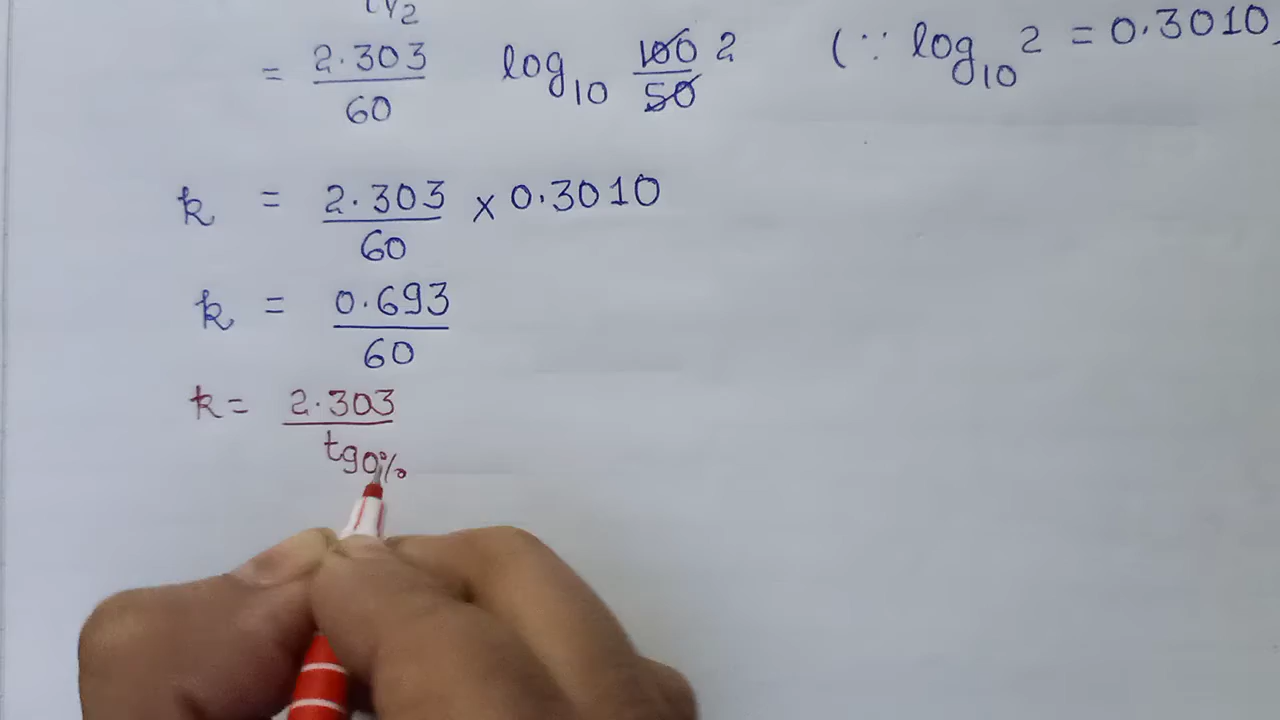 = 2.303/60 log₁₀ 100/50 2 (∵ log₁₀ 2 = 0.3010)
k = 2.303/60 × 0.3010
k = 0.693/60
k = 2.303/t90%